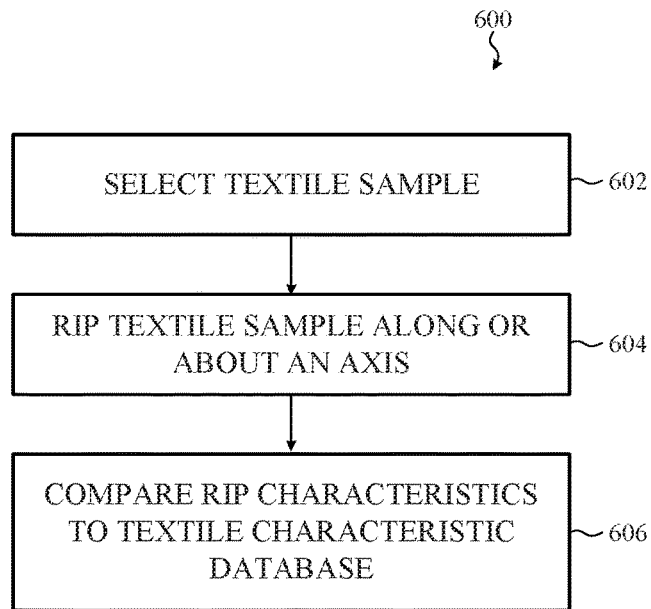 600
SELECT TEXTILE SAMPLE
602
RIP TEXTILE SAMPLE ALONG OR
ABOUT AN AXIS
604
COMPARE RIP CHARACTERISTICS
TO TEXTILE CHARACTERISTIC
DATABASE
606